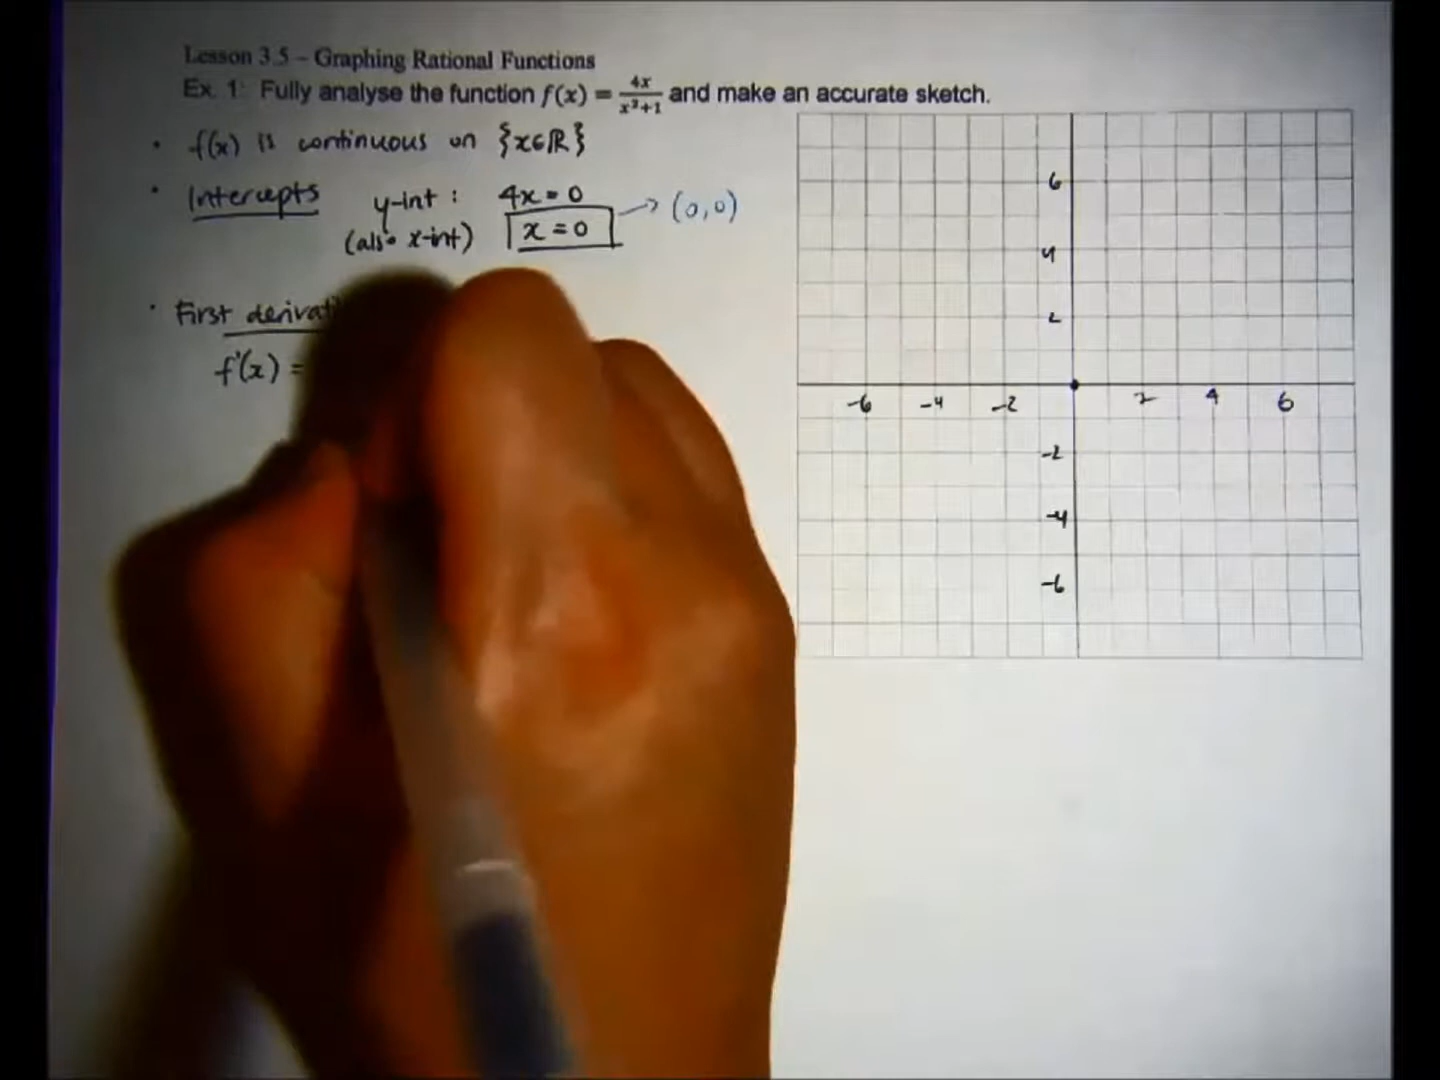 Lesson 3.5 – Graphing Rational Functions
Ex. 1: Fully analyse the function f(x) = 4x/x²+1 and make an accurate sketch.
• f(x) is continuous on {x∈ℝ}
• Intercepts y-int: 4x=0
(also x-int) x=0 → (0,0)
• First
f'(x) =
6
4
2
-6 -4 -2 2 4 6
-2
-4
-6